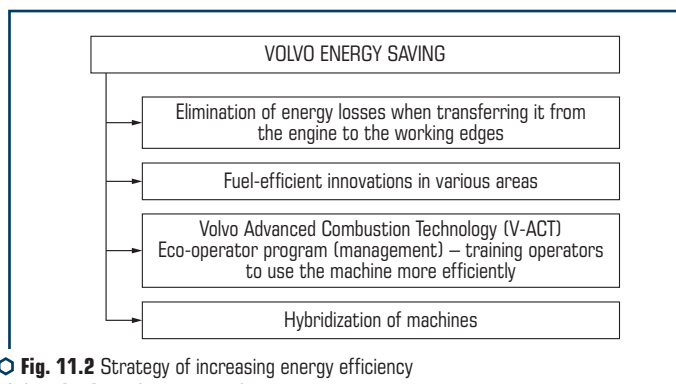 VOLVO ENERGY SAVING
Elimination of energy losses when transferring it from
the engine to the working edges
Fuel-efficient innovations in various areas
Volvo Advanced Combustion Technology (V-ACT)
Eco-operator program (management) – training operators
to use the machine more efficiently
Hybridization of machines
Fig. 11.2 Strategy of increasing energy efficiency